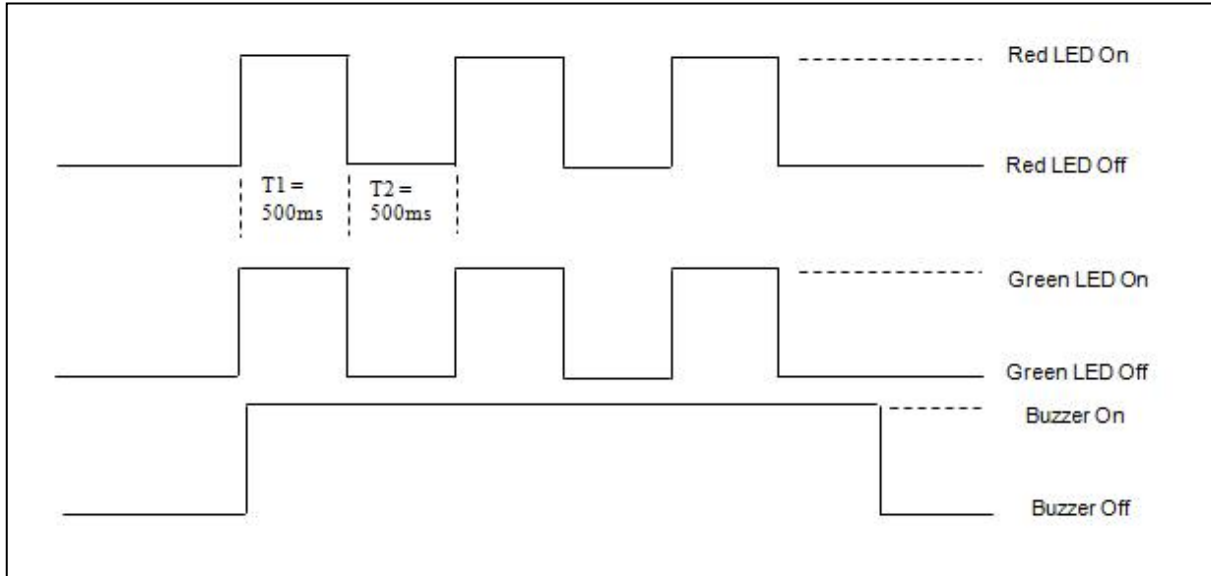 Red LED On
Red LED Off
T1 =
500ms
T2 =
500ms
Green LED On
Green LED Off
Buzzer On
Buzzer Off